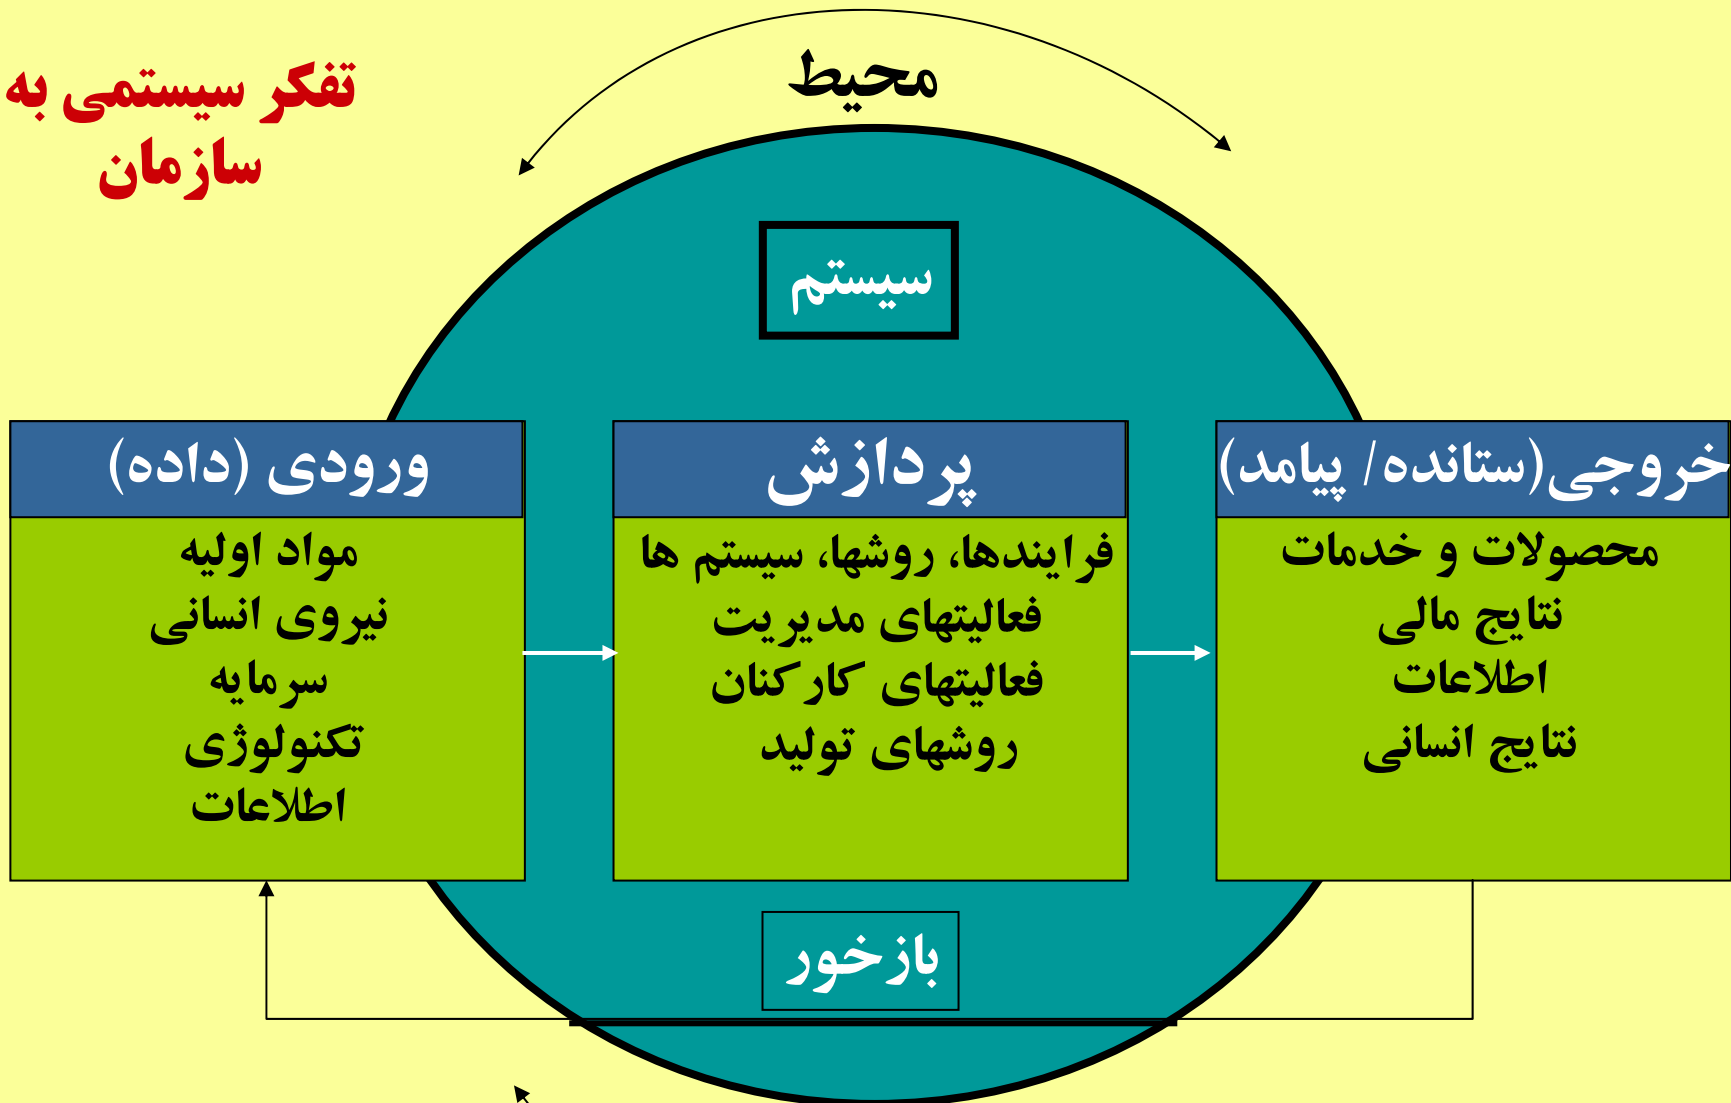 تفکر سیستمی به
سازمان
محیط
سیستم
ورودی (داده)
مواد اولیه
نیروی انسانی
سرمایه
تکنولوژی
اطلاعات
پردازش
فرایندها، روشها، سیستم ها
فعالیتهای مدیریت
فعالیتهای کارکنان
روشهای تولید
خروجی(ستانده/ پیامد)
محصولات و خدمات
نتایج مالی
اطلاعات
نتایج انسانی
بازخور